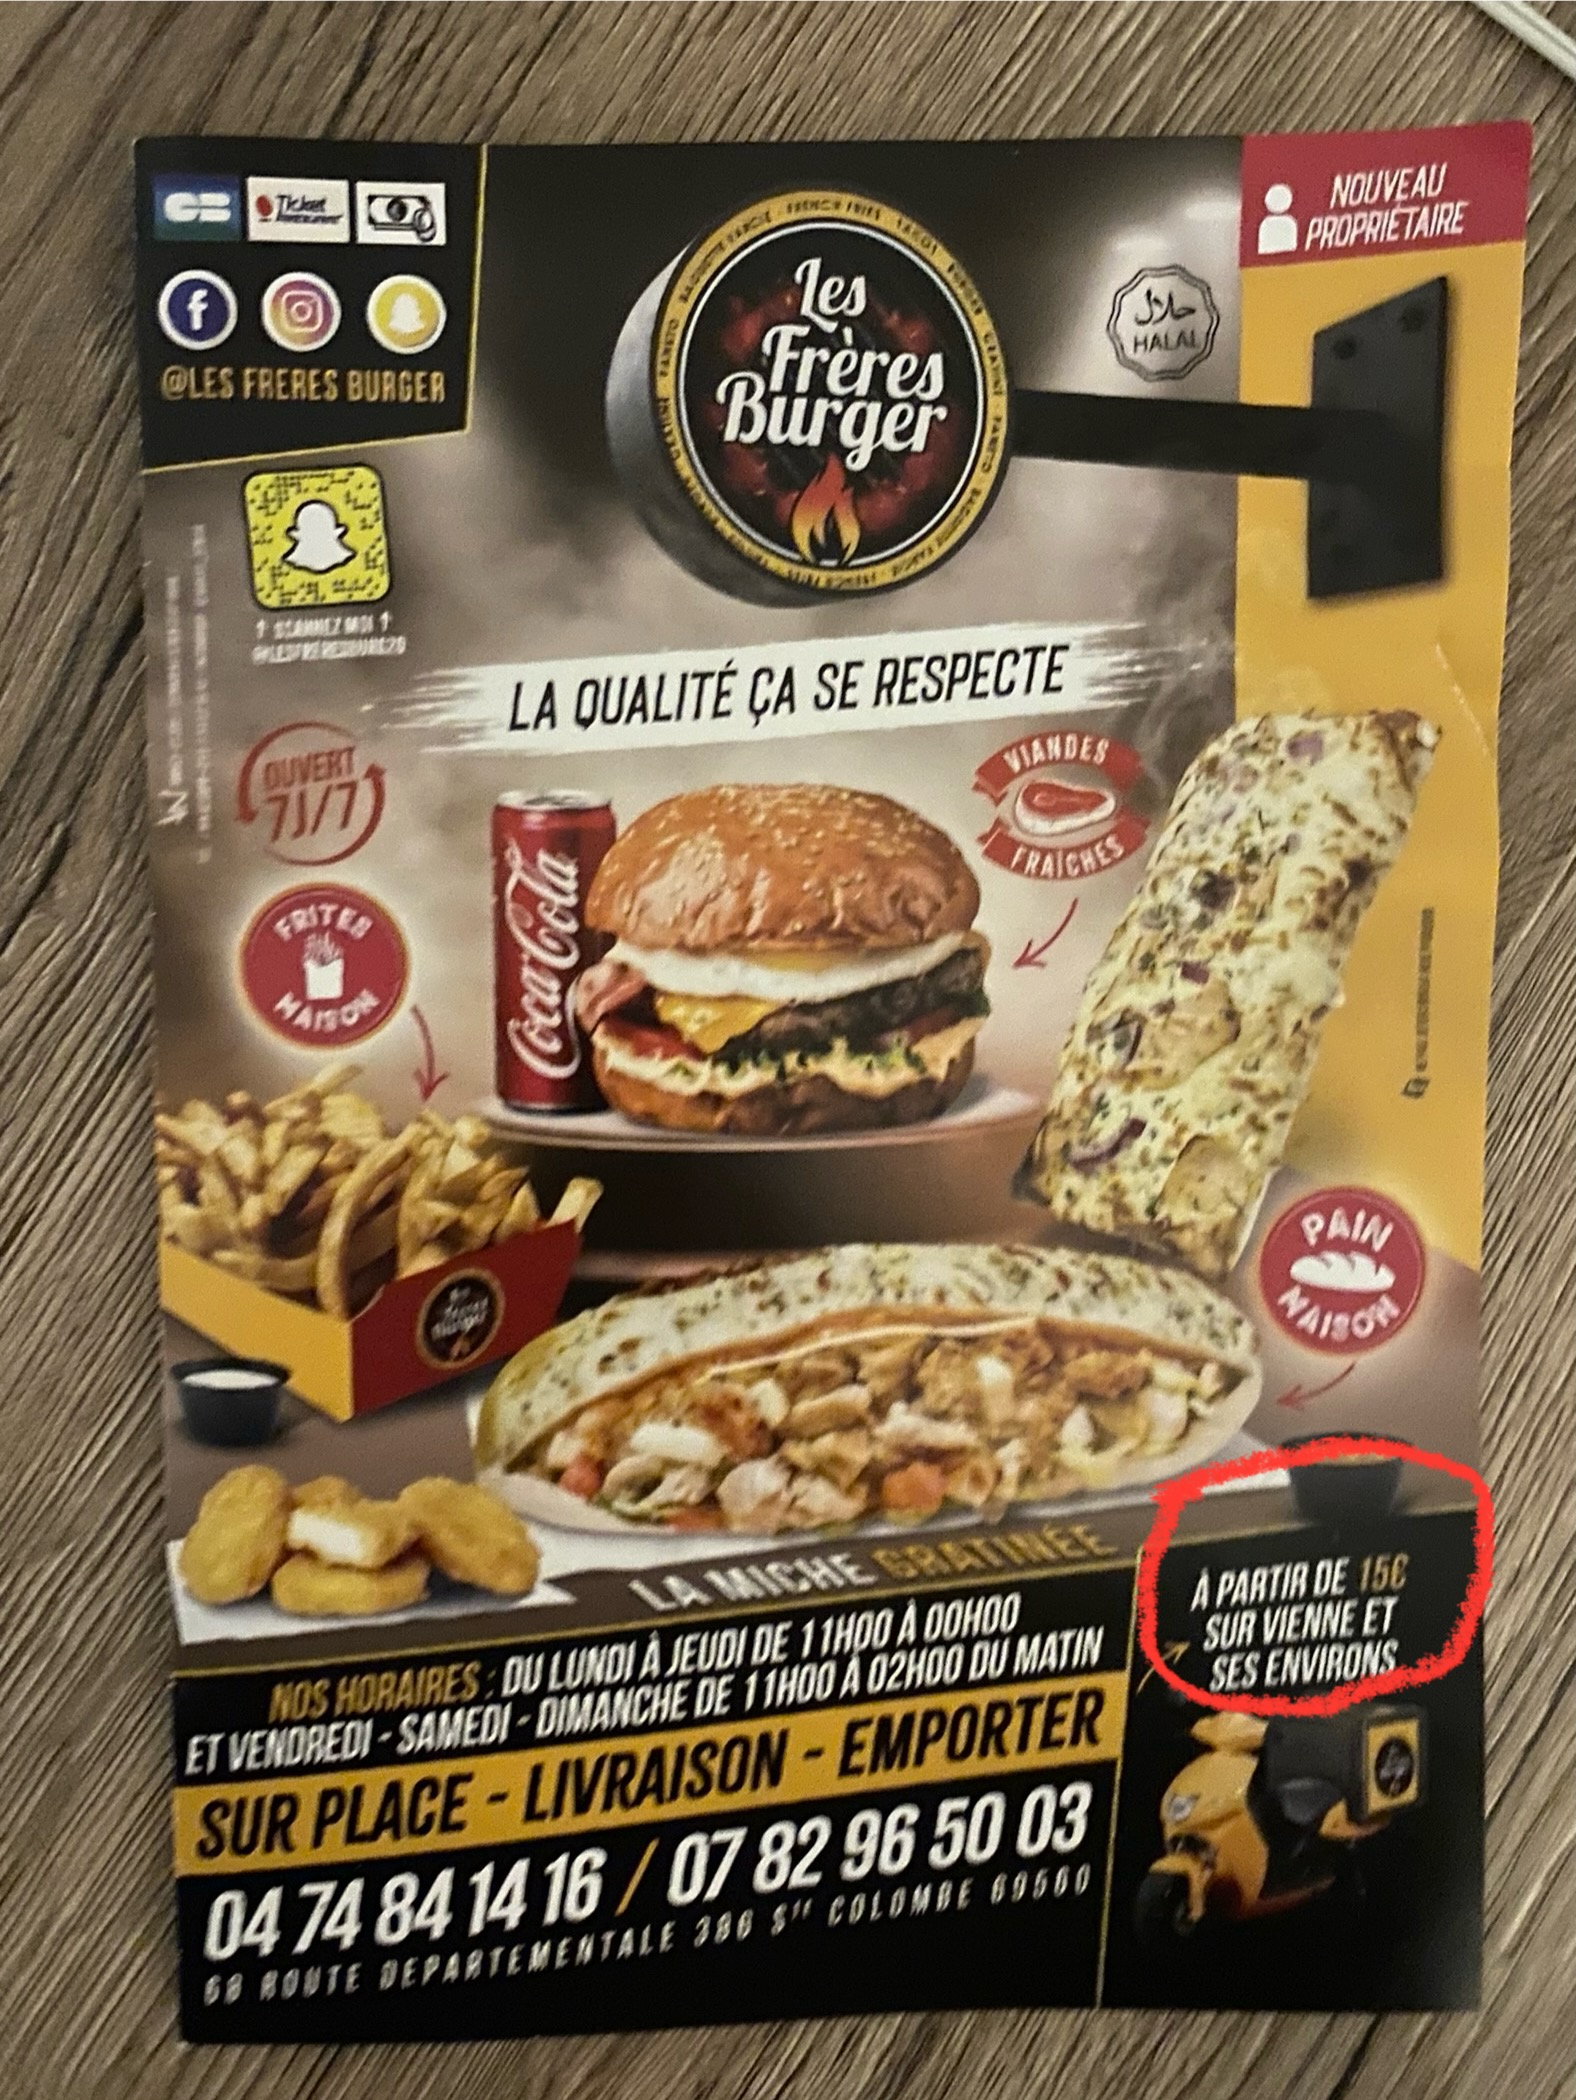 CB
Ticket
Restaurant
@LES FRERES BURGER
NOUVEAU
PROPRIÉTAIRE
Les
Frères
Burger
حلال
HALAL
↑ SCANNEZ MOI ↑
LA QUALITÉ ÇA SE RESPECTE
OUVERT
7J/7
VIANDES
FRAÎCHES
FRITES
MAISON
Coca-Cola
PAIN
MAISON
LA MICHE GRATINÉE
À PARTIR DE 15€
SUR VIENNE ET
SES ENVIRONS
NOS HORAIRES : DU LUNDI À JEUDI DE 11H00 À 00H00
ET VENDREDI - SAMEDI - DIMANCHE DE 11H00 À 02H00 DU MATIN
SUR PLACE - LIVRAISON - EMPORTER
04 74 84 14 16 / 07 82 96 50 03
68 ROUTE DEPARTEMENTALE 386 Sᵗᵉ COLOMBE 69560